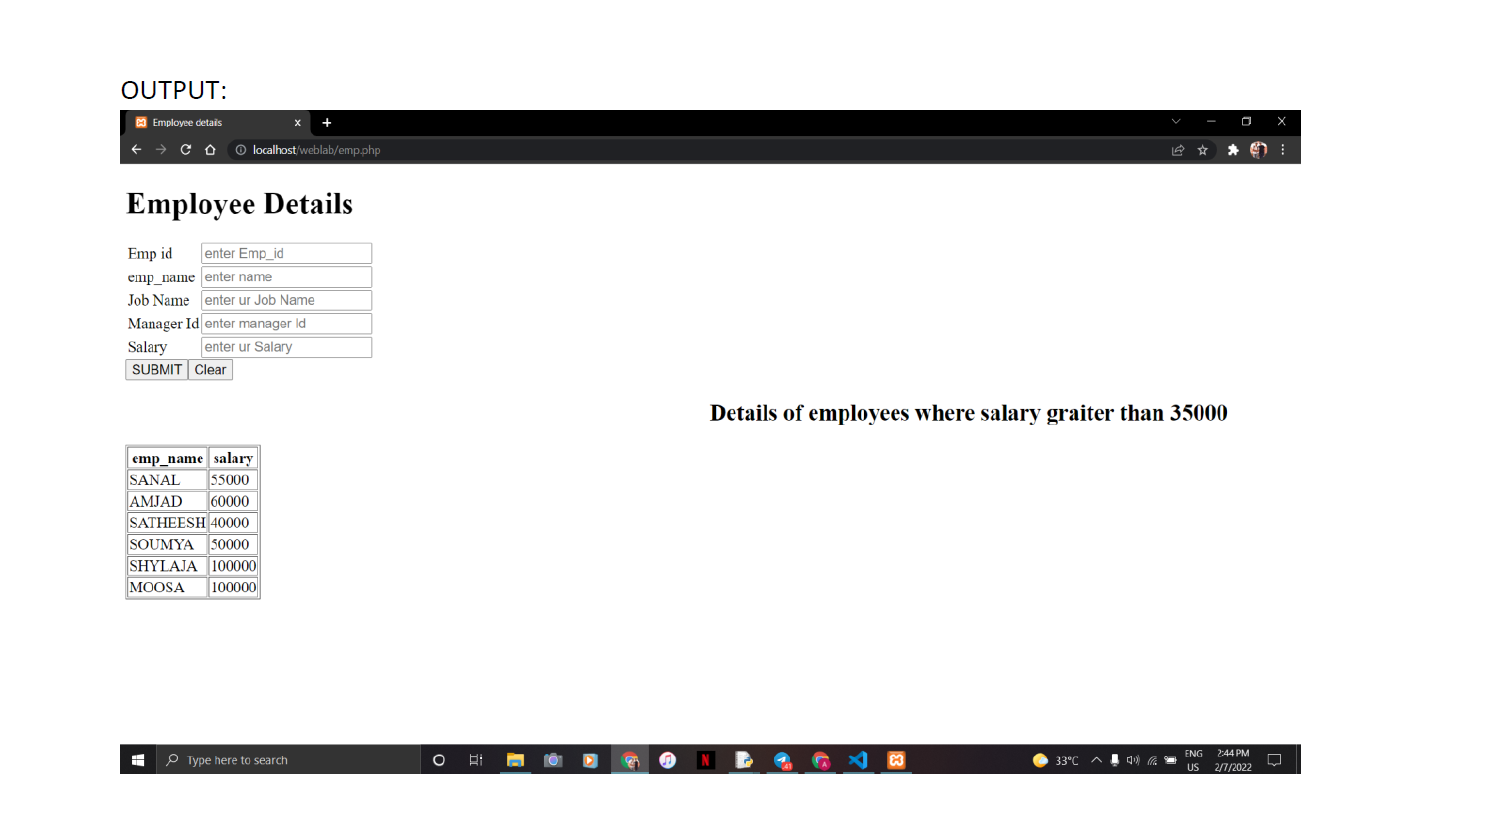 OUTPUT:
Employee details
localhost/weblab/emp.php
Employee Details
Emp id enter Emp_id
emp_name enter name
Job Name enter ur Job Name
Manager Id enter manager Id
Salary enter ur Salary
SUBMIT Clear
Details of employees where salary graiter than 35000
emp_name salary
SANAL 55000
AMJAD 60000
SATHEESH 40000
SOUMYA 50000
SHYLAJA 100000
MOOSA 100000
Type here to search
33°C
ENG
US
2:44 PM
2/7/2022